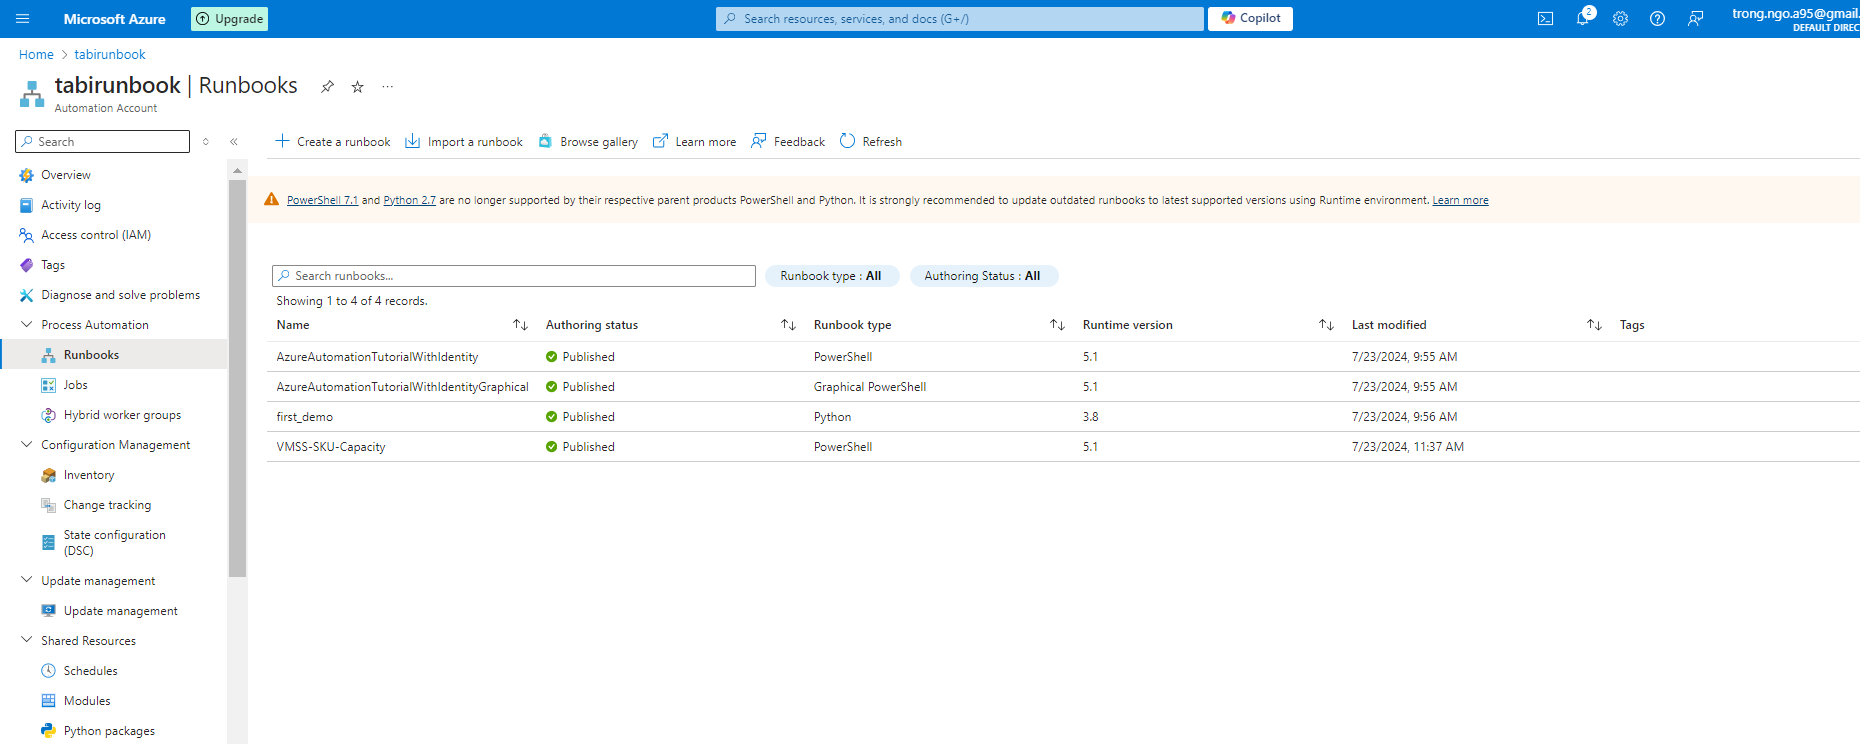 Microsoft Azure
Upgrade
Search resources, services, and docs (G+/)
Copilot
2
trong.ngo.a95@gmail.
DEFAULT DIREC
Home > tabirunbook
tabirunbook | Runbooks
Automation Account
Search
Create a runbook
Import a runbook
Browse gallery
Learn more
Feedback
Refresh
Overview
Activity log
Access control (IAM)
Tags
Diagnose and solve problems
Process Automation
Runbooks
Jobs
Hybrid worker groups
Configuration Management
Inventory
Change tracking
State configuration
(DSC)
Update management
Update management
Shared Resources
Schedules
Modules
Python packages
PowerShell 7.1 and Python 2.7 are no longer supported by their respective parent products PowerShell and Python. It is strongly recommended to update outdated runbooks to latest supported versions using Runtime environment. Learn more
Search runbooks...
Runbook type : All
Authoring Status : All
Showing 1 to 4 of 4 records.
Name Authoring status Runbook type Runtime version Last modified Tags
AzureAutomationTutorialWithIdentity Published PowerShell 5.1 7/23/2024, 9:55 AM
AzureAutomationTutorialWithIdentityGraphical Published Graphical PowerShell 5.1 7/23/2024, 9:55 AM
first_demo Published Python 3.8 7/23/2024, 9:56 AM
VMSS-SKU-Capacity Published PowerShell 5.1 7/23/2024, 11:37 AM